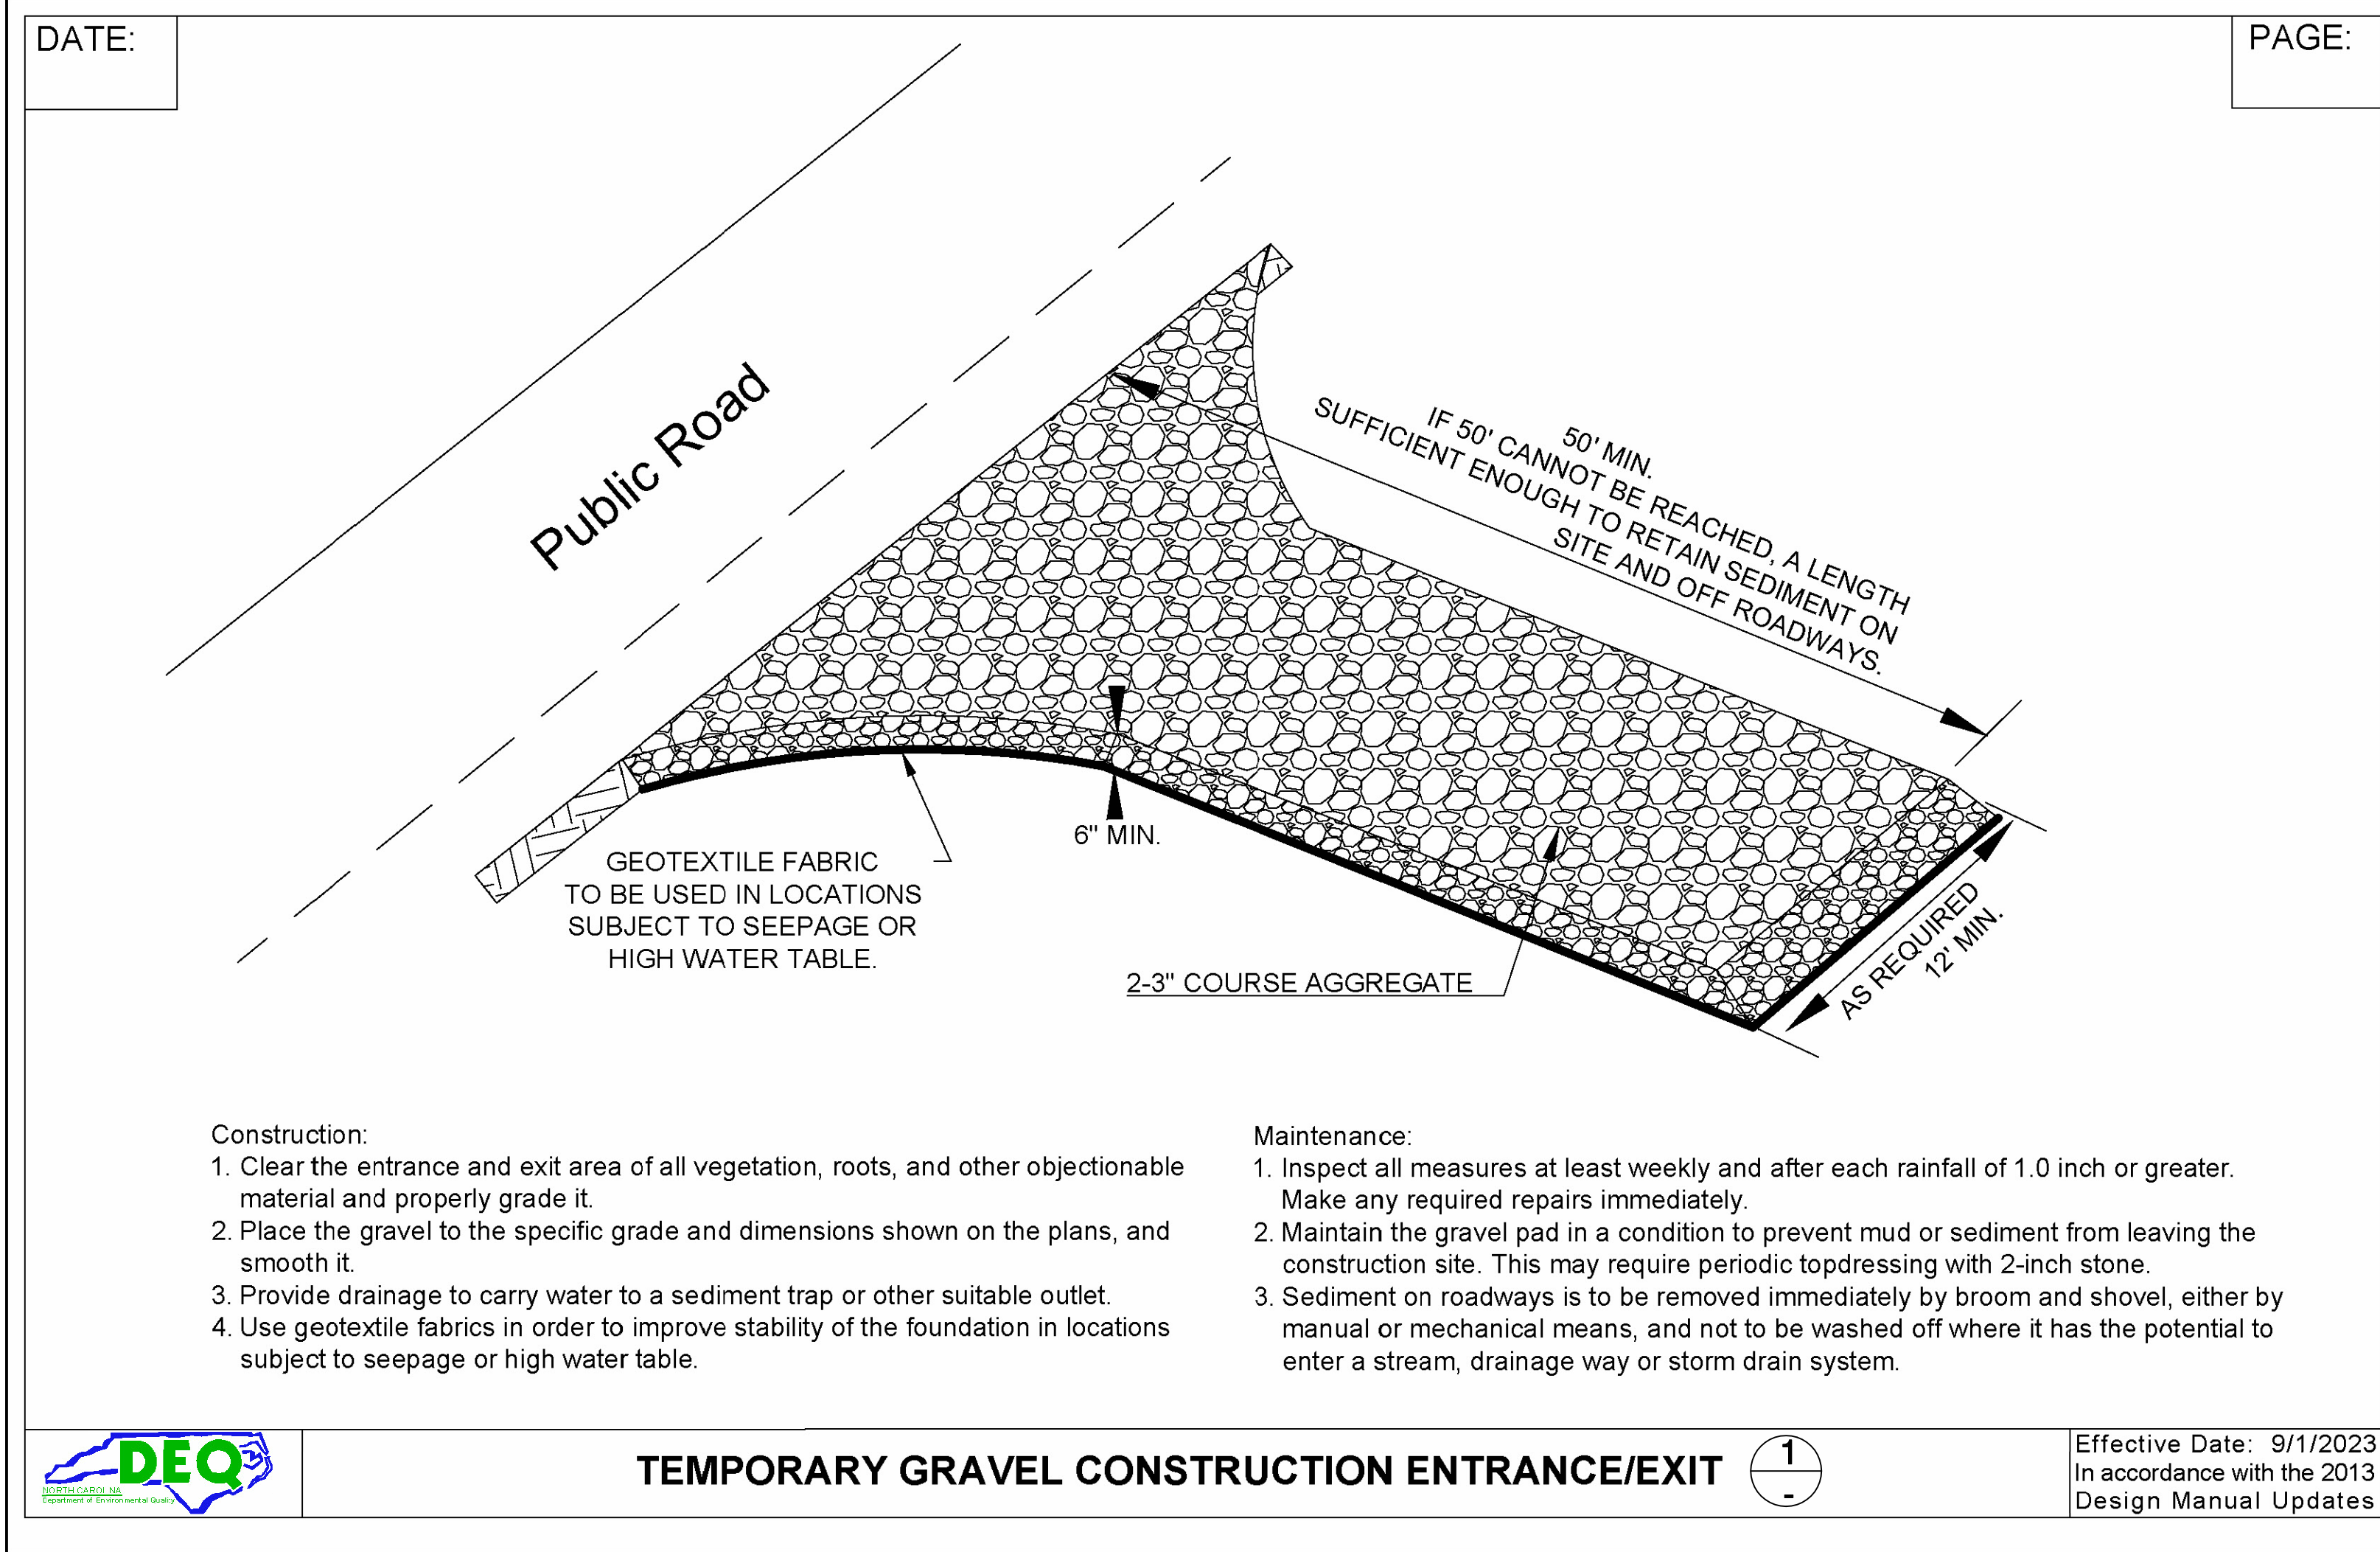 DATE:
PAGE:
Public Road
50' MIN.
IF 50' CANNOT BE REACHED, A LENGTH
SUFFICIENT ENOUGH TO RETAIN SEDIMENT ON
SITE AND OFF ROADWAYS.
6" MIN.
GEOTEXTILE FABRIC
TO BE USED IN LOCATIONS
SUBJECT TO SEEPAGE OR
HIGH WATER TABLE.
2-3" COURSE AGGREGATE
AS REQUIRED
12' MIN.
Construction:
1. Clear the entrance and exit area of all vegetation, roots, and other objectionable
material and properly grade it.
2. Place the gravel to the specific grade and dimensions shown on the plans, and
smooth it.
3. Provide drainage to carry water to a sediment trap or other suitable outlet.
4. Use geotextile fabrics in order to improve stability of the foundation in locations
subject to seepage or high water table.
Maintenance:
1. Inspect all measures at least weekly and after each rainfall of 1.0 inch or greater.
Make any required repairs immediately.
2. Maintain the gravel pad in a condition to prevent mud or sediment from leaving the
construction site. This may require periodic topdressing with 2-inch stone.
3. Sediment on roadways is to be removed immediately by broom and shovel, either by
manual or mechanical means, and not to be washed off where it has the potential to
enter a stream, drainage way or storm drain system.
DEQ
NORTH CAROLINA
Department of Environmental Quality
TEMPORARY GRAVEL CONSTRUCTION ENTRANCE/EXIT
1
-
Effective Date: 9/1/2023
In accordance with the 2013
Design Manual Updates